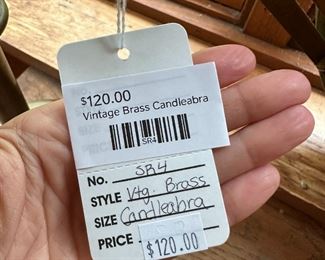 $120.00
Vintage Brass Candleabra
SR4
NO. SR4
STYLE Vtg. Brass
SIZE Candleabra
PRICE $120.00